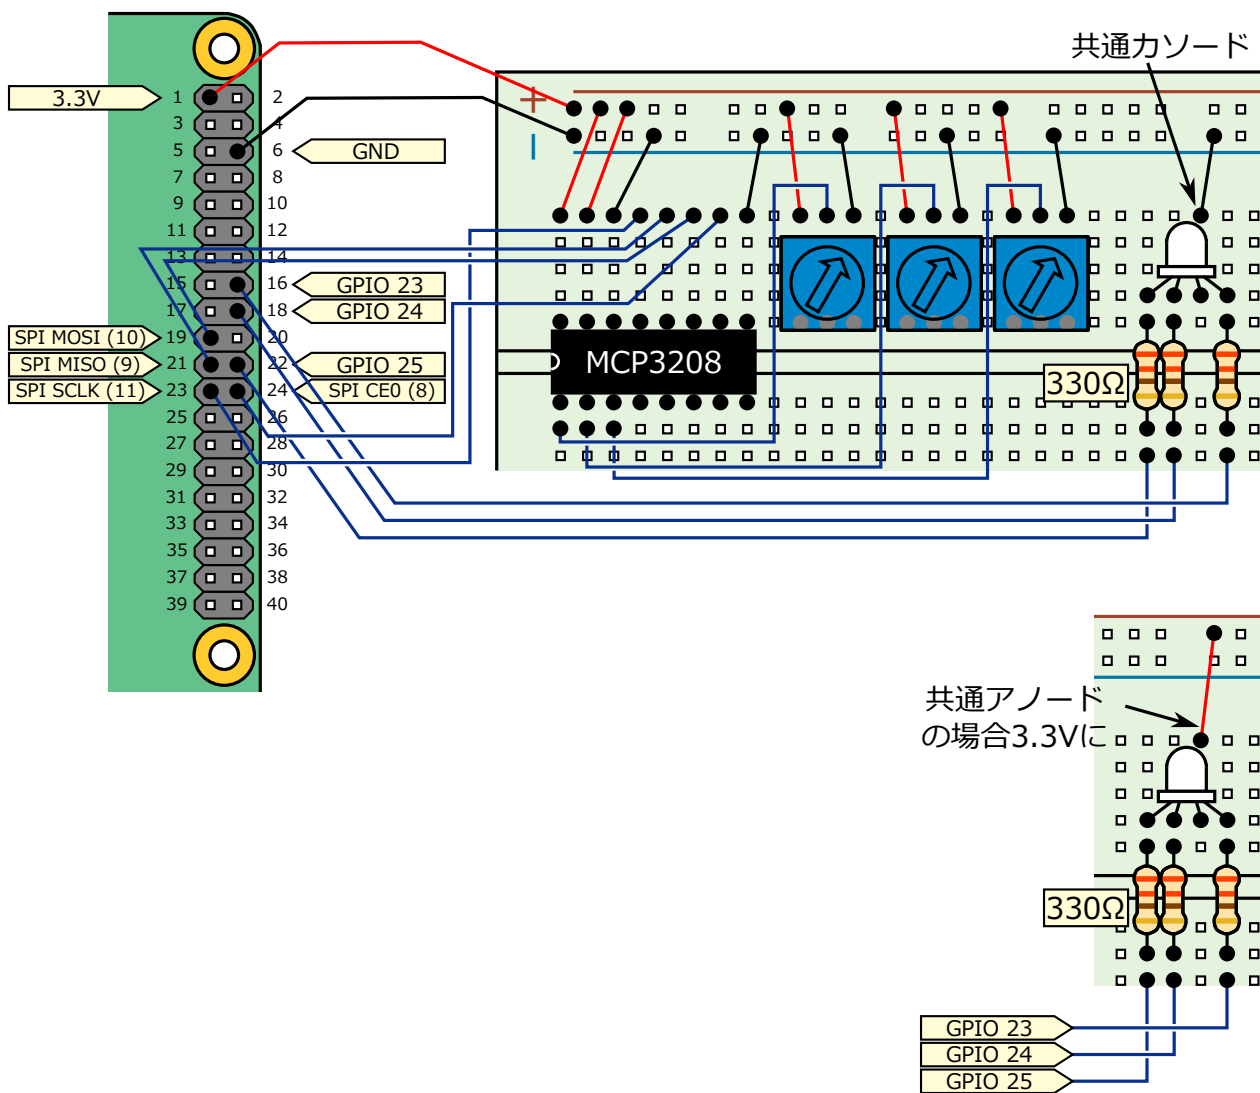 共通カソード
3.3V
1 2
3 4
5 6
GND
7 8
9 10
11 12
13 14
15 16
GPIO 23
17 18
GPIO 24
SPI MOSI (10)
19 20
SPI MISO (9)
21 22
GPIO 25
SPI SCLK (11)
23 24
SPI CE0 (8)
25 26
27 28
29 30
31 32
33 34
35 36
37 38
39 40
+
−
MCP3208
330Ω
共通アノード
の場合3.3Vに
330Ω
GPIO 23
GPIO 24
GPIO 25